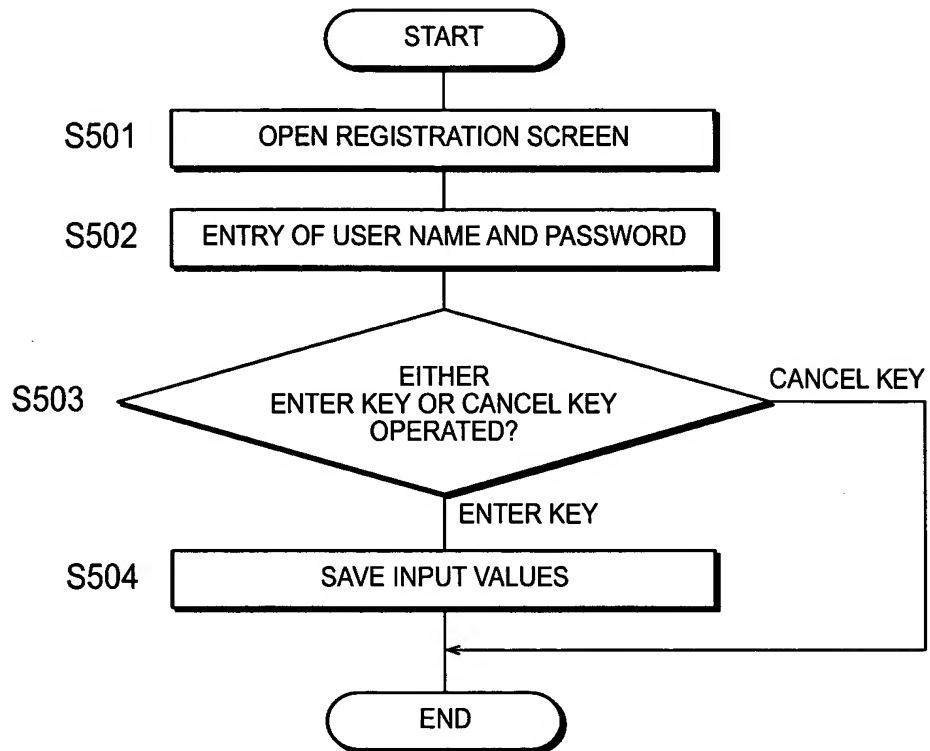 START
S501
OPEN REGISTRATION SCREEN
S502
ENTRY OF USER NAME AND PASSWORD
S503
EITHER
ENTER KEY OR CANCEL KEY
OPERATED?
CANCEL KEY
ENTER KEY
S504
SAVE INPUT VALUES
END